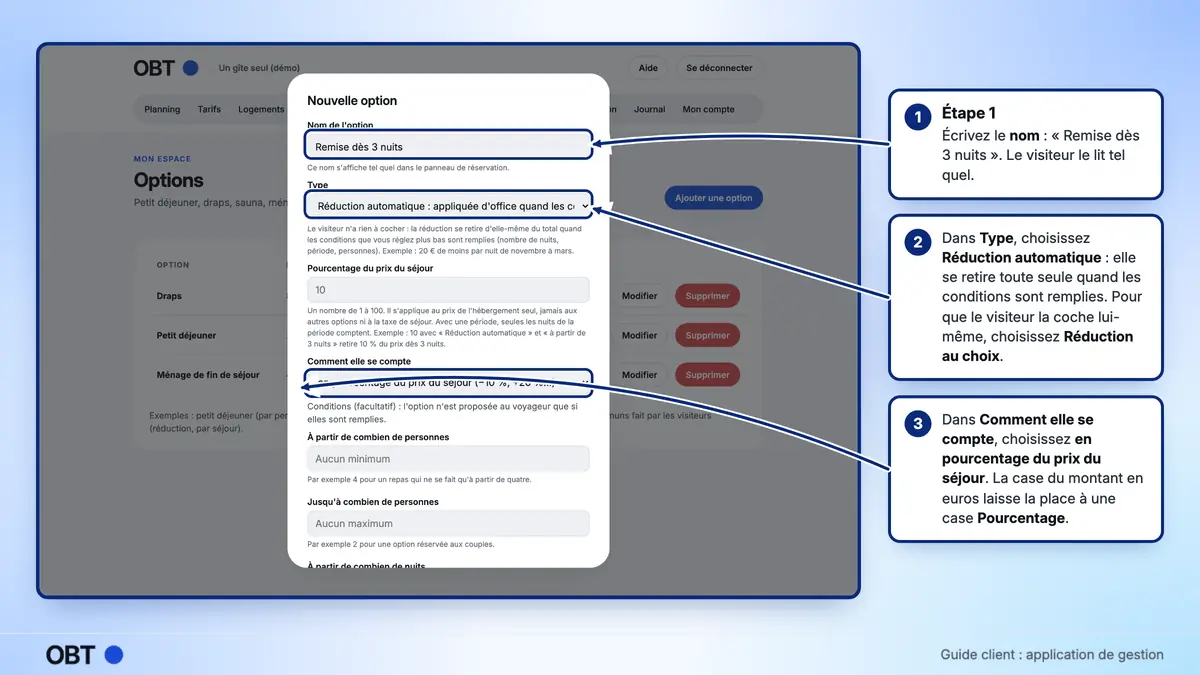 OBT
Un gîte seul (démo)
Aide
Se déconnecter
Planning
Tarifs
Logements
Journal
Mon compte
MON ESPACE
Options
Petit déjeuner, draps, sauna,
Ajouter une option
OPTION
Draps
Modifier
Supprimer
Petit déjeuner
Modifier
Supprimer
Ménage de fin de séjour
Modifier
Supprimer
Exemples : petit déjeuner (par
(réduction, par séjour).
fait par les visiteurs
Nouvelle option
Nom de l'option
Remise dès 3 nuits
Ce nom s'affiche tel quel dans le panneau de réservation.
Type
Réduction automatique : appliquée d'office quand les
Le visiteur n'a rien à cocher : la réduction se retire d'elle-même du total quand
les conditions que vous réglez plus bas sont remplies (nombre de nuits,
période, personnes). Exemple : 20 € de moins par nuit de novembre à mars.
Pourcentage du prix du séjour
10
Un nombre de 1 à 100. Il s'applique au prix de l'hébergement seul, jamais aux
autres options ni à la taxe de séjour. Avec une période, seules les nuits de la
période comptent. Exemple : 10 avec « Réduction automatique » et « à partir de
3 nuits » retire 10 % du prix dès 3 nuits.
Comment elle se compte
du prix du séjour
Conditions (facultatif) : l'option n'est proposée au voyageur que si
elles sont remplies.
À partir de combien de personnes
Aucun minimum
Par exemple 4 pour un repas qui ne se fait qu'à partir de quatre.
Jusqu'à combien de personnes
Aucun maximum
Par exemple 2 pour une option réservée aux couples.
À partir de combien de nuits
1
Étape 1
Écrivez le nom : « Remise dès
3 nuits ». Le visiteur le lit tel
quel.
2
Dans Type, choisissez
Réduction automatique : elle
se retire toute seule quand les
conditions sont remplies. Pour
que le visiteur la coche lui-
même, choisissez Réduction
au choix.
3
Dans Comment elle se
compte, choisissez en
pourcentage du prix du
séjour. La case du montant en
euros laisse la place à une
case Pourcentage.
OBT
Guide client : application de gestion